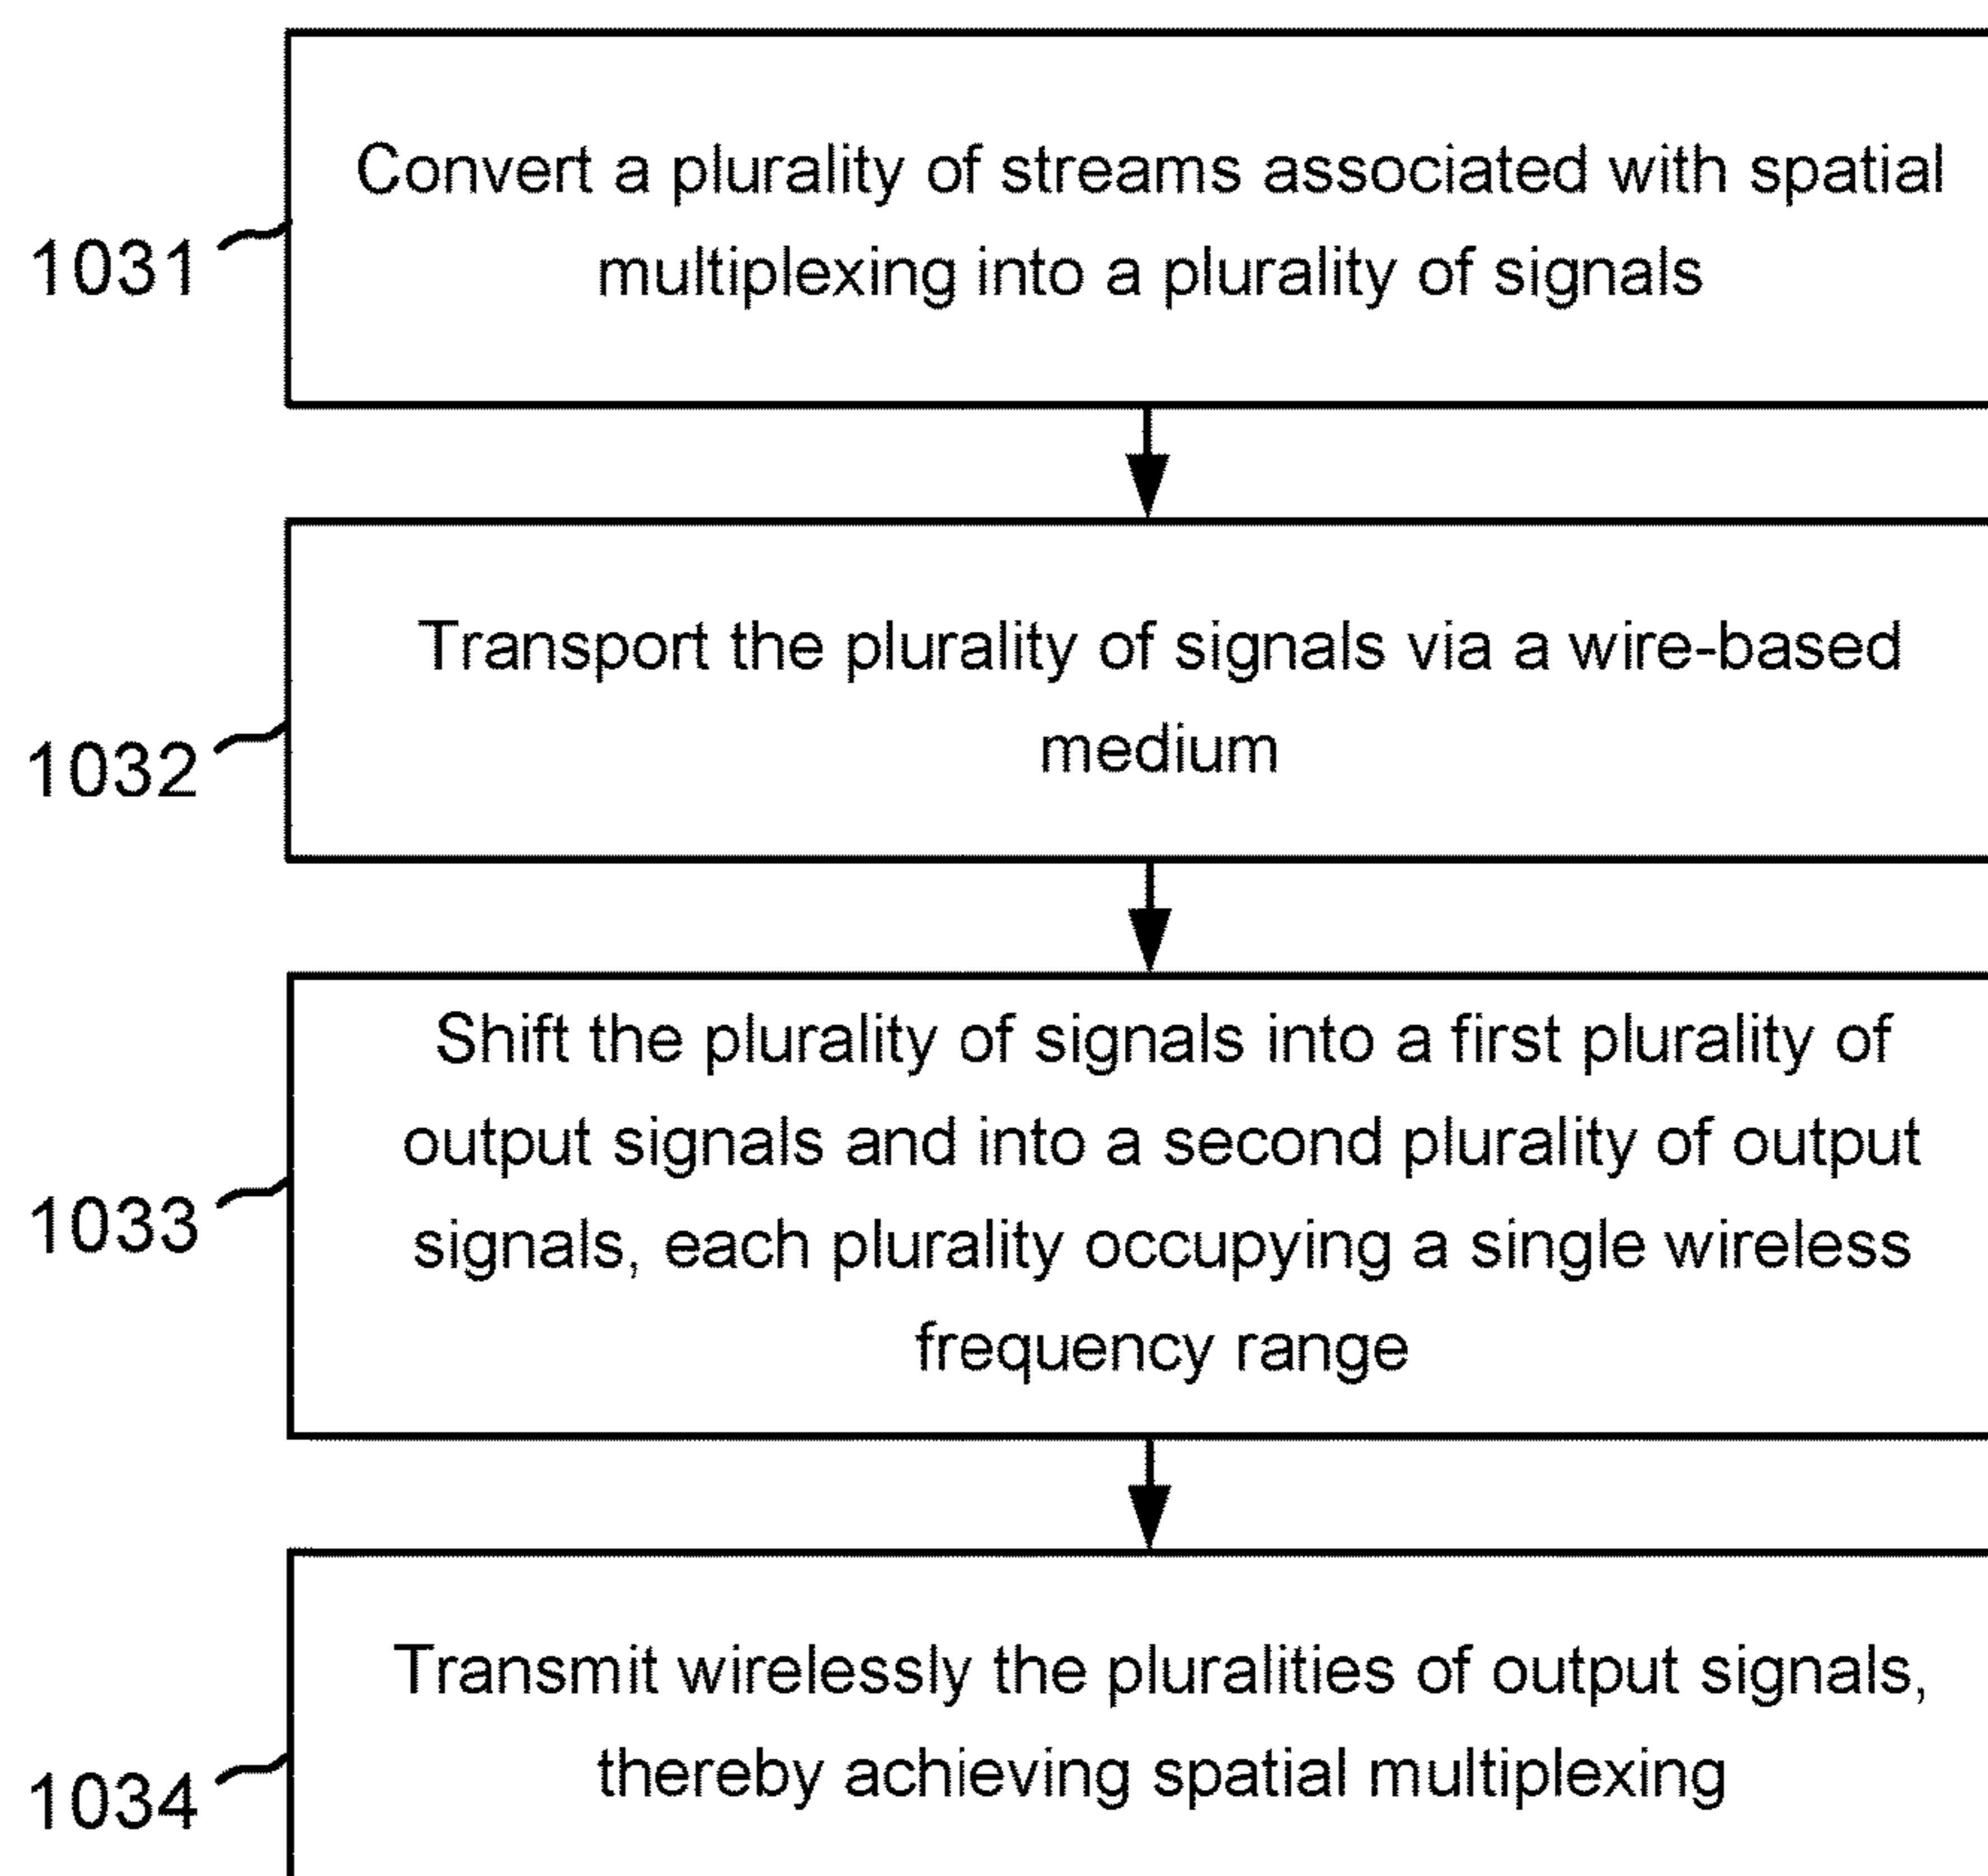 Convert a plurality of streams associated with spatial
multiplexing into a plurality of signals
1031
Transport the plurality of signals via a wire-based
medium
1032
Shift the plurality of signals into a first plurality of
output signals and into a second plurality of output
signals, each plurality occupying a single wireless
frequency range
1033
Transmit wirelessly the pluralities of output signals,
thereby achieving spatial multiplexing
1034